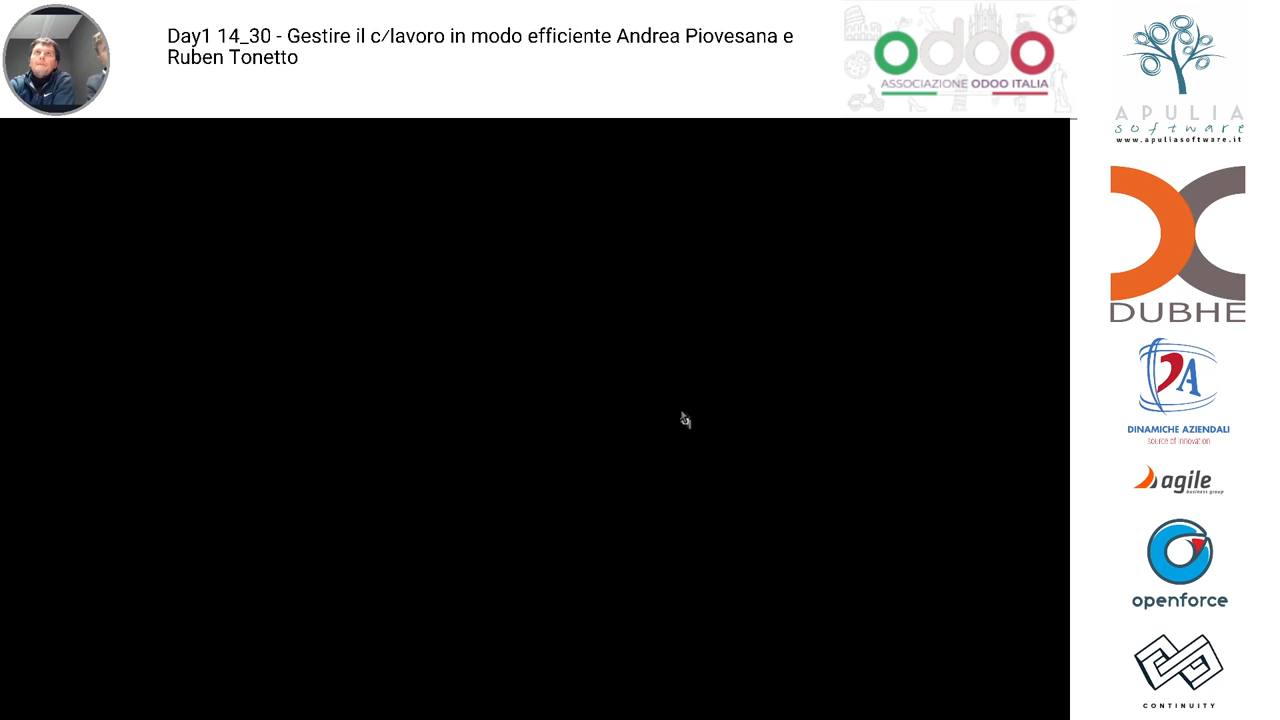 Day1 14_30 - Gestire il c/lavoro in modo efficiente Andrea Piovesana e
Ruben Tonetto
odoo
ASSOCIAZIONE ODOO ITALIA
APULIA
software
www.apuliasoftware.it
DUBHE
DINAMICHE AZIENDALI
source of innovation
agile
business group
openforce
CONTINUITY